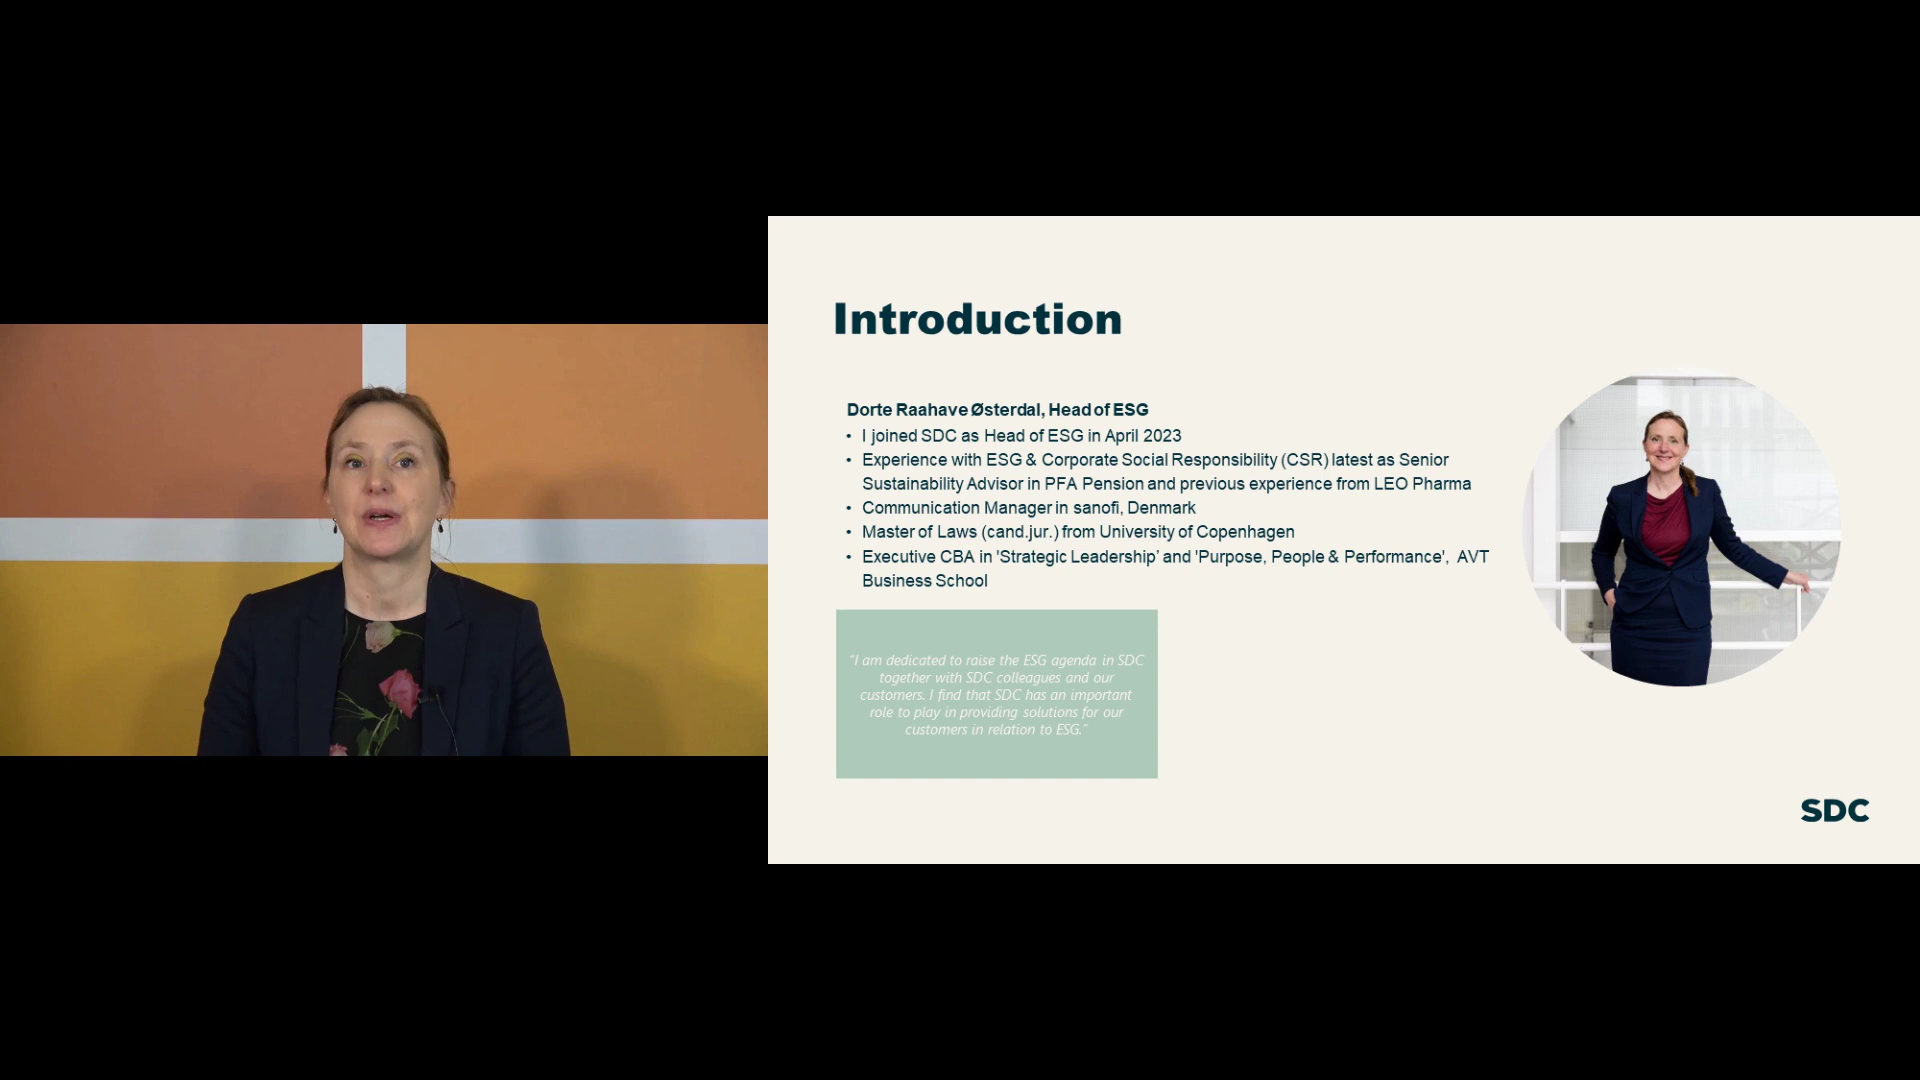 Introduction
Dorte Raahave Østerdal, Head of ESG
• I joined SDC as Head of ESG in April 2023
• Experience with ESG & Corporate Social Responsibility (CSR) latest as Senior
Sustainability Advisor in PFA Pension and previous experience from LEO Pharma
• Communication Manager in sanofi, Denmark
• Master of Laws (cand.jur.) from University of Copenhagen
• Executive CBA in 'Strategic Leadership’ and 'Purpose, People & Performance', AVT
Business School
"I am dedicated to raise the ESG agenda in SDC
together with SDC colleagues and our
customers. I find that SDC has an important
role to play in providing solutions for our
customers in relation to ESG."
SDC